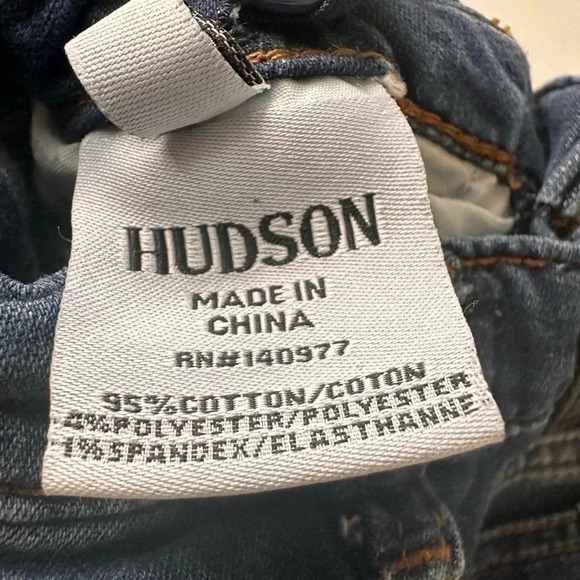 HUDSON
MADE IN
CHINA
RN#140977
95%COTTON/COTON
4%POLYESTER/POLYESTER
1%SPANDEX/ELASTHANNE